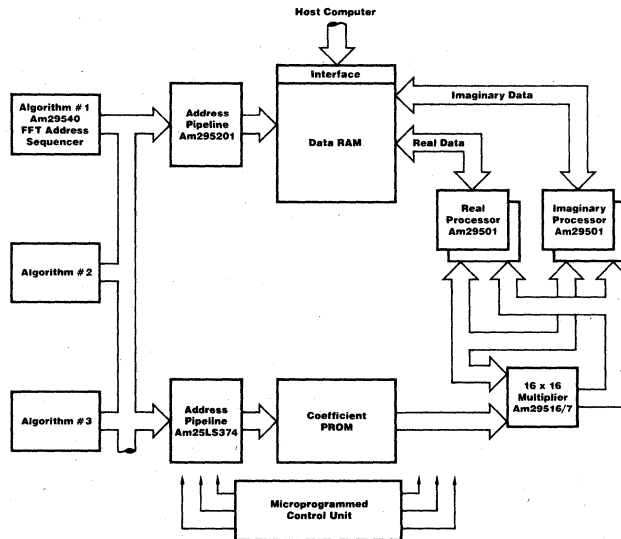 Host Computer
Interface
Data RAM
Imaginary Data
Real Data
Algorithm #1
Am29540
FFT Address
Sequencer
Address
Pipeline
Am295201
Real
Processor
Am29501
Imaginary
Processor
Am29501
Algorithm #2
Algorithm #3
Address
Pipeline
Am25LS374
Coefficient
PROM
16 x 16
Multiplier
Am29516/7
Microprogrammed
Control Unit